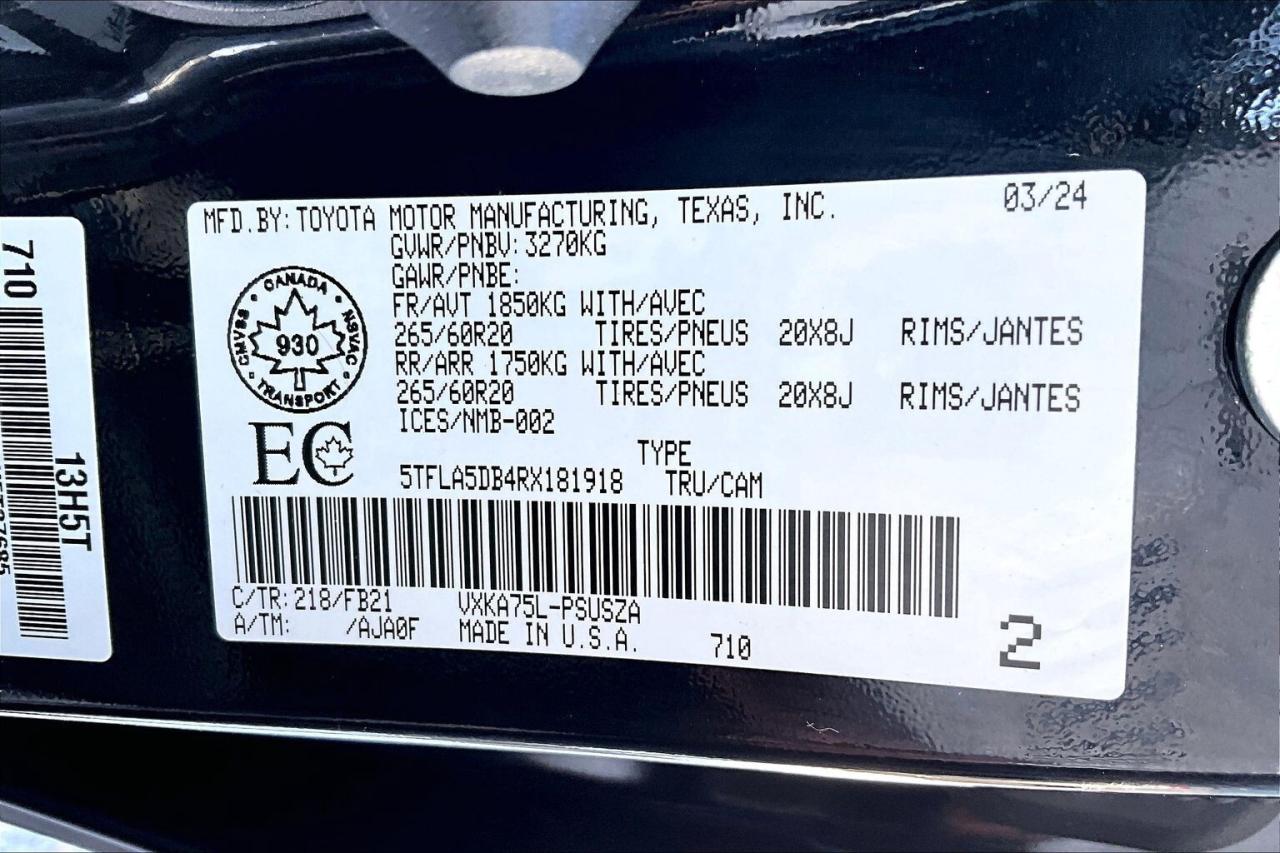 MFD.BY: TOYOTA MOTOR MANUFACTURING, TEXAS, INC. 03/24
GVWR/PNBV: 3270KG
GAWR/PNBE:
FR/AVT 1850KG WITH/AVEC
265/60R20 TIRES/PNEUS 20X8J RIMS/JANTES
RR/ARR 1750KG WITH/AVEC
265/60R20 TIRES/PNEUS 20X8J RIMS/JANTES
ICES/NMB-002
CANADA
CMVSS 930 NSVAC
TRANSPORT
EC
TYPE
5TFLA5DB4RX181918 TRU/CAM
C/TR: 218/FB21 VXKA75L-PSUSZA
A/TM: /AJA0F MADE IN U.S.A. 710
2
710
13H5T